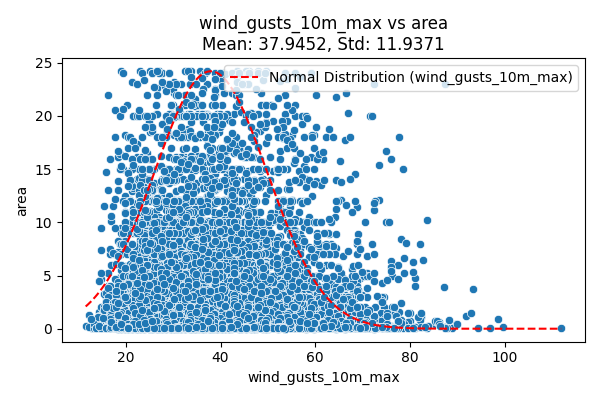 wind_gusts_10m_max vs area
Mean: 37.9452, Std: 11.9371
Normal Distribution (wind_gusts_10m_max)
25
20
15
10
5
0
area
20 40 60 80 100
wind_gusts_10m_max